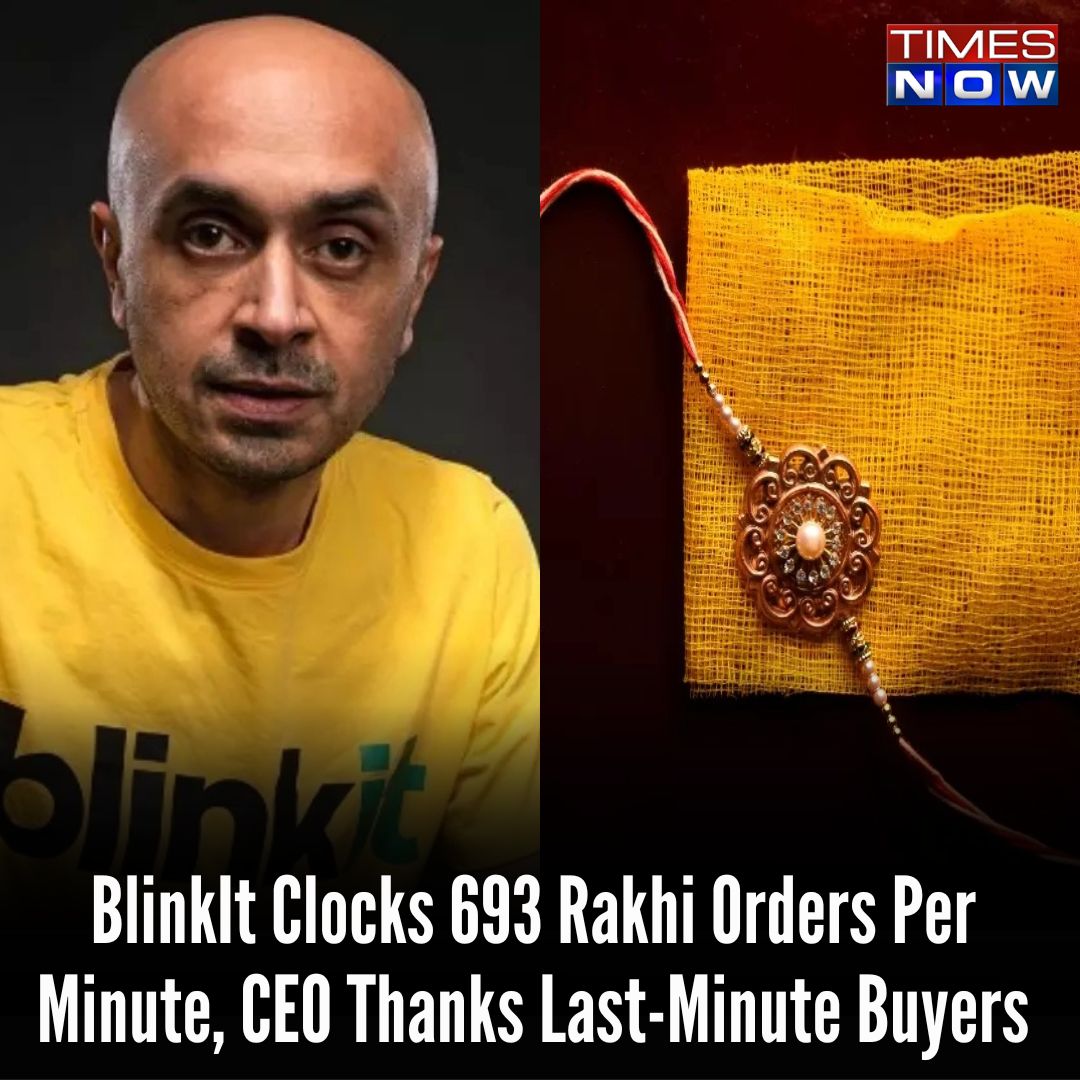 TIMES
NOW
blinkit
BlinkIt Clocks 693 Rakhi Orders Per
Minute, CEO Thanks Last-Minute Buyers